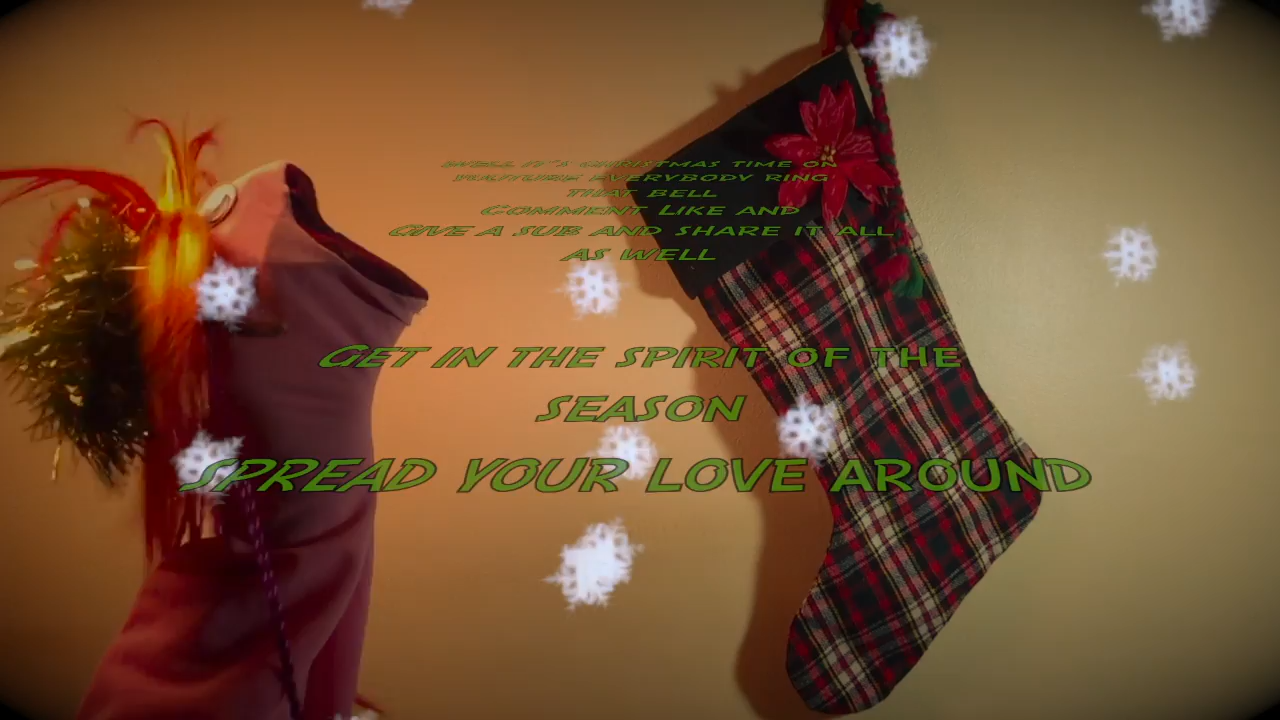 WELL IT'S CHRISTMAS TIME ON
YOUTUBE EVERYBODY RING
THAT BELL
COMMENT LIKE AND
GIVE A SUB AND SHARE IT ALL
AS WELL
GET IN THE SPIRIT OF THE
SEASON
SPREAD YOUR LOVE AROUND